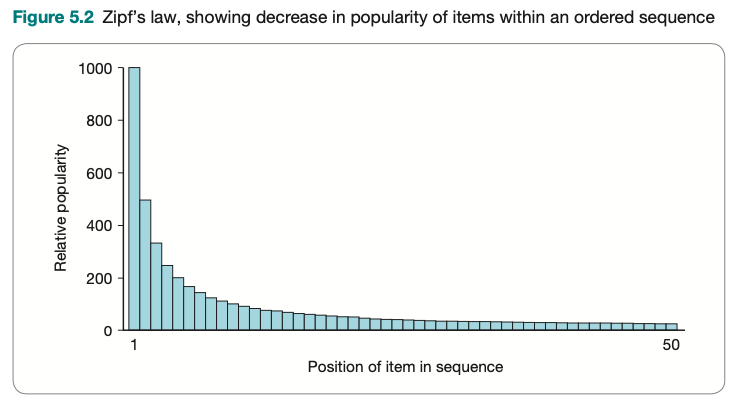 Figure 5.2 Zipf’s law, showing decrease in popularity of items within an ordered sequence
1000
800
600
400
200
0
Relative popularity
1
50
Position of item in sequence